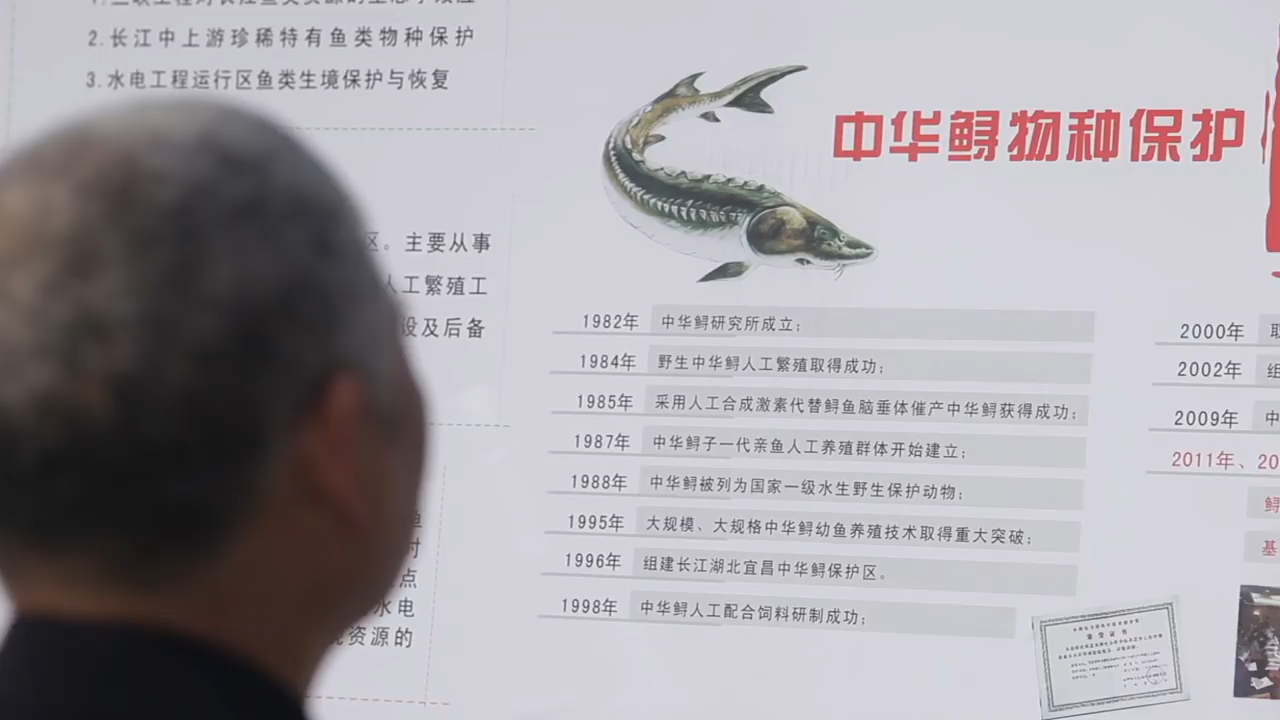 2.长江中上游珍稀特有鱼类物种保护
3.水电工程运行区鱼类生境保护与恢复
区。主要从事
人工繁殖工
设及后备
点
水电
资源的
中华鲟物种保护
1982年 中华鲟研究所成立;
1984年 野生中华鲟人工繁殖取得成功;
1985年 采用人工合成激素代替鲟鱼脑垂体催产中华鲟获得成功;
1987年 中华鲟子一代亲鱼人工养殖群体开始建立;
1988年 中华鲟被列为国家一级水生野生保护动物;
1995年 大规模、大规格中华鲟幼鱼养殖技术取得重大突破;
1996年 组建长江湖北宜昌中华鲟保护区。
1998年 中华鲟人工配合饲料研制成功;
2000年
2002年 组
2009年 中
2011年、20
鲟
基